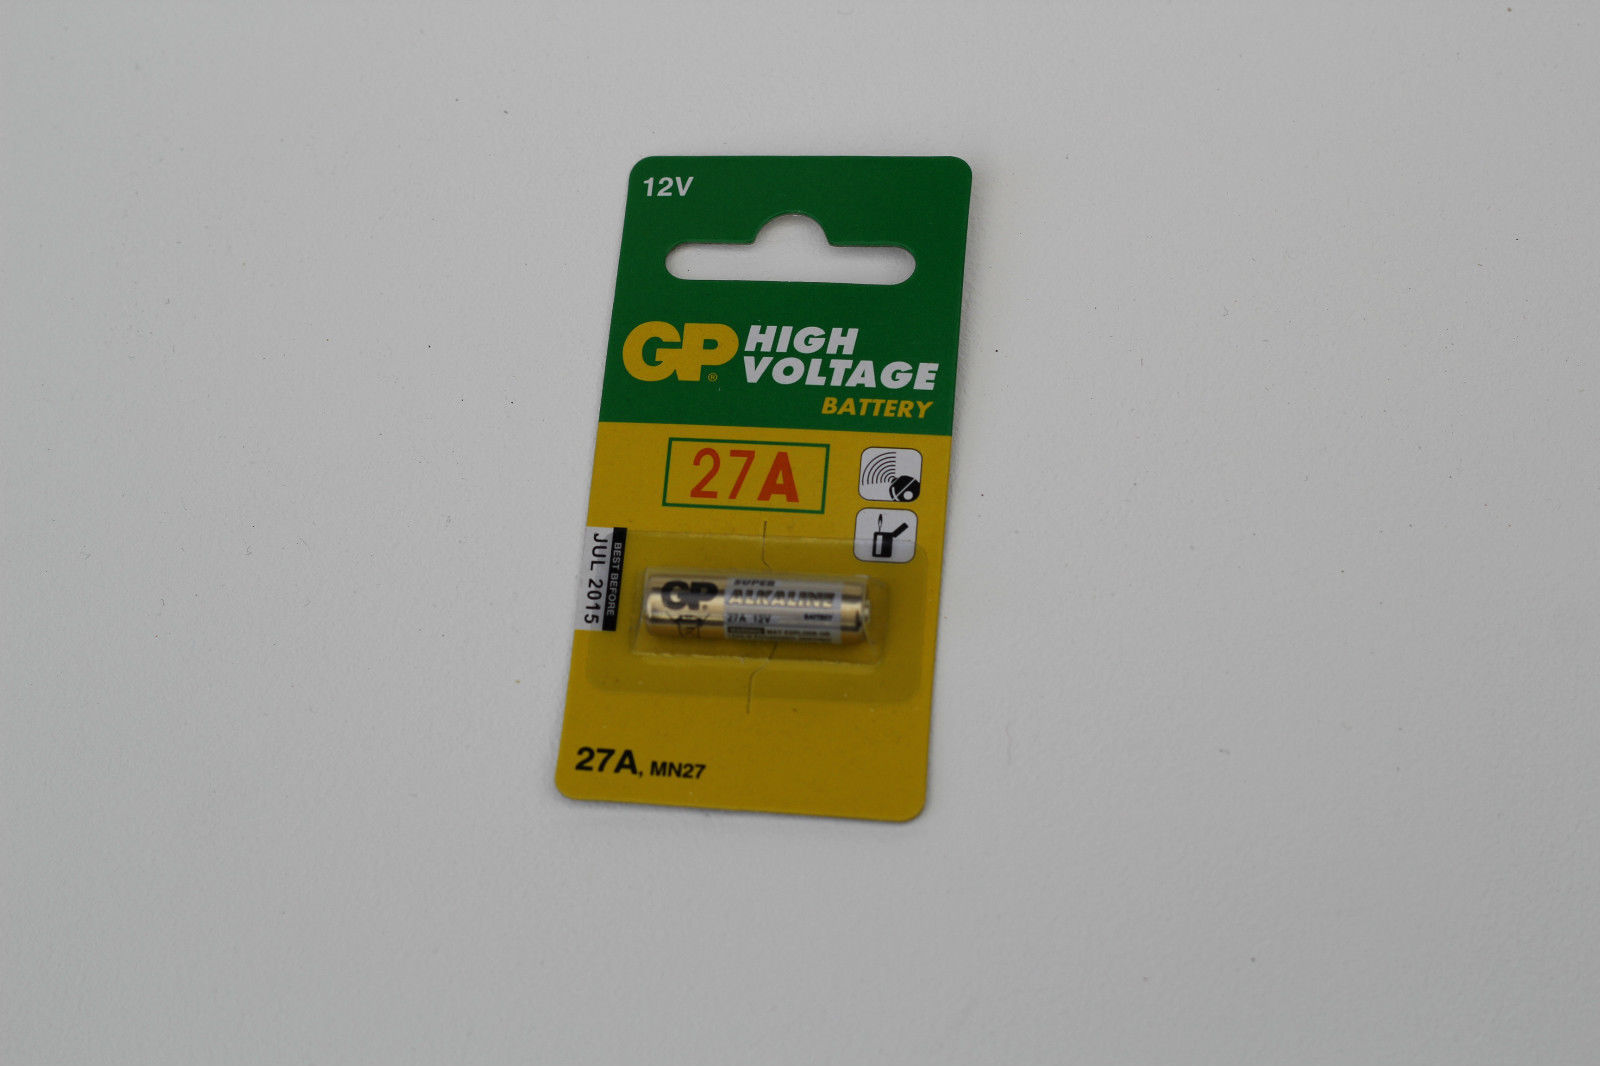 12V
GP®
HIGH
VOLTAGE
BATTERY
27A
BEST BEFORE
JUL 2015
GP
SUPER
ALKALINE
27A 12V
BATTERY
27A, MN27